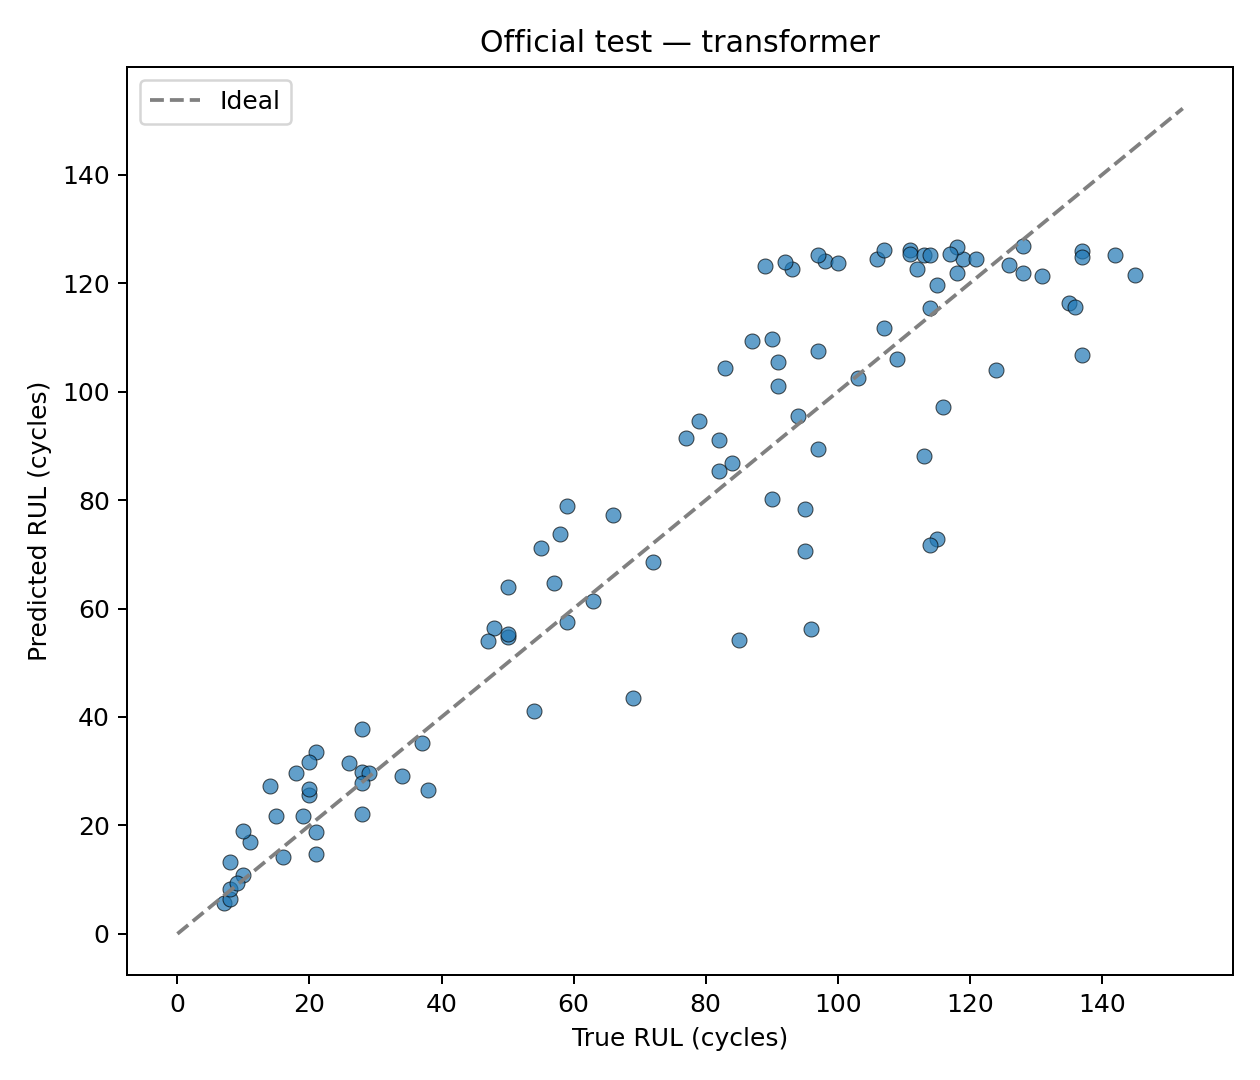 Official test — transformer
Ideal
Predicted RUL (cycles)
140
120
100
80
60
40
20
0
0 20 40 60 80 100 120 140
True RUL (cycles)